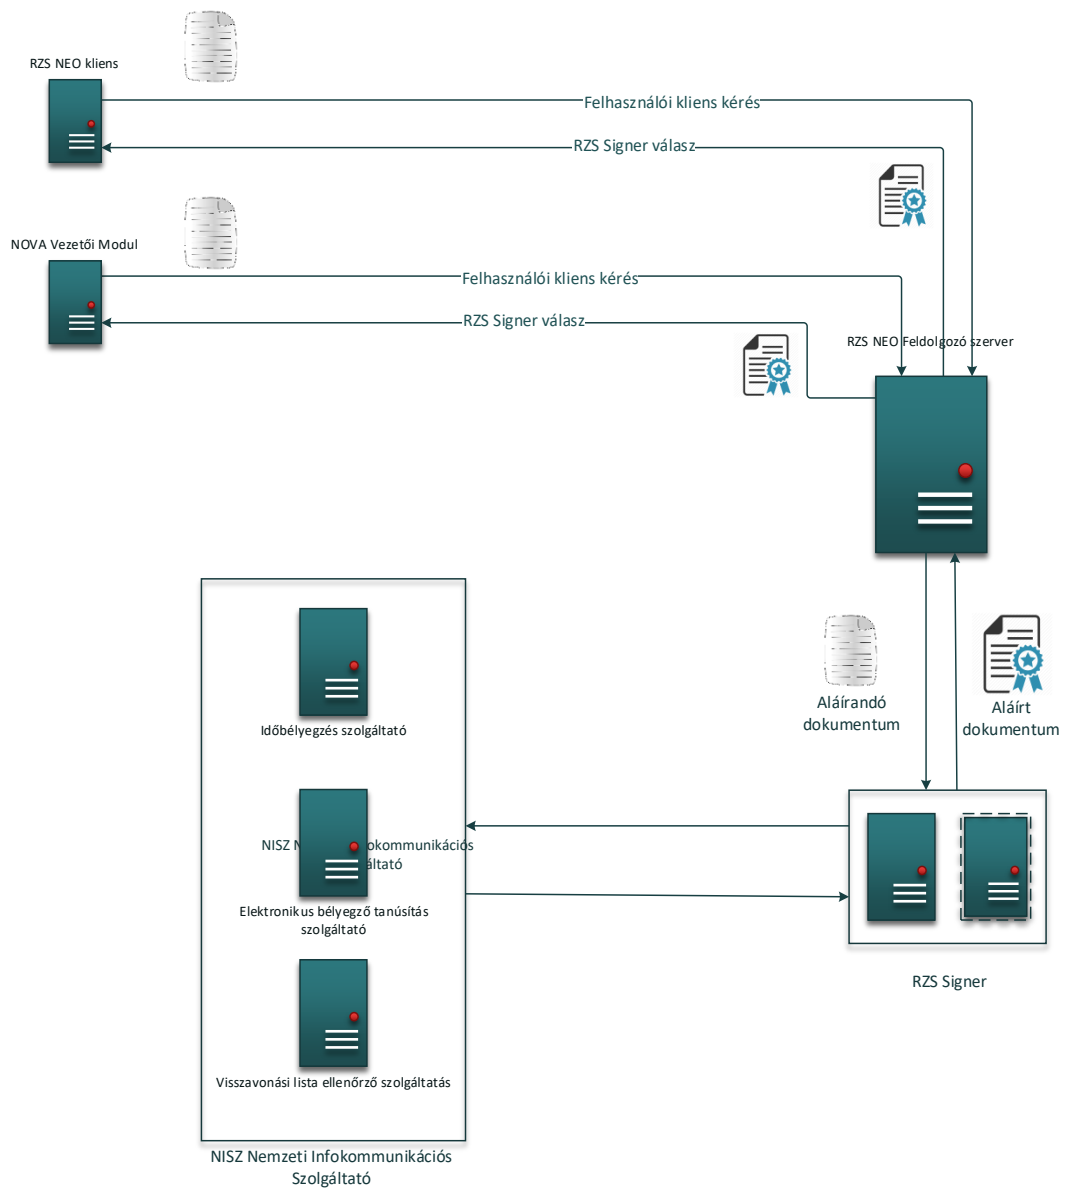 RZS NEO kliens
Felhasználói kliens kérés
RZS Signer válasz
NOVA Vezetői Modul
Felhasználói kliens kérés
RZS Signer válasz
RZS NEO Feldolgozó szerver
Aláírandó
dokumentum
Aláírt
dokumentum
Időbélyegzés szolgáltató
NISZ
Elektronikus bélyegző tanúsítás
szolgáltató
Visszavonási lista ellenőrző szolgáltatás
RZS Signer
NISZ Nemzeti Infokommunikációs
Szolgáltató